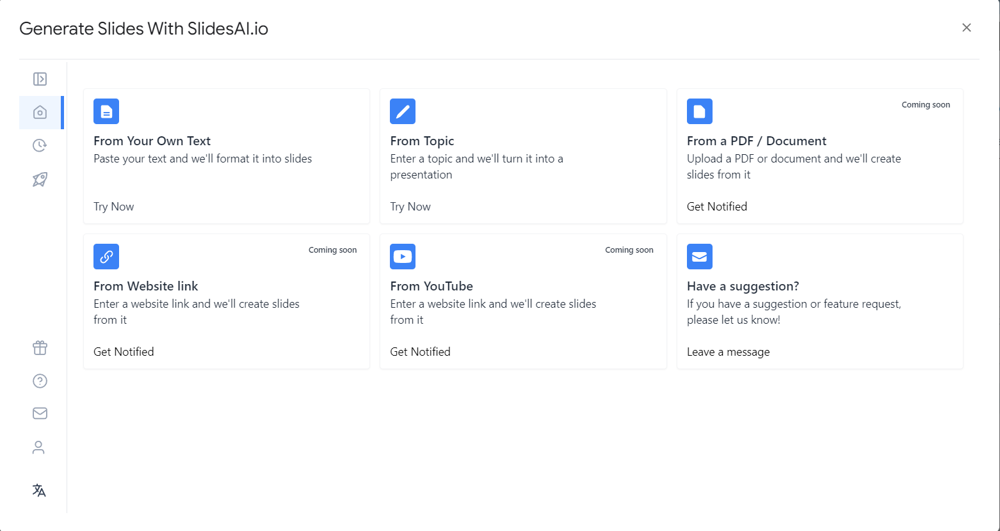 Generate Slides With SlidesAI.io
From Your Own Text
Paste your text and we'll format it into slides
Try Now
From Topic
Enter a topic and we'll turn it into a
presentation
Try Now
Coming soon
From a PDF / Document
Upload a PDF or document and we'll create
slides from it
Get Notified
Coming soon
From Website link
Enter a website link and we'll create slides
from it
Get Notified
Coming soon
From YouTube
Enter a website link and we'll create slides
from it
Get Notified
Have a suggestion?
If you have a suggestion or feature request,
please let us know!
Leave a message